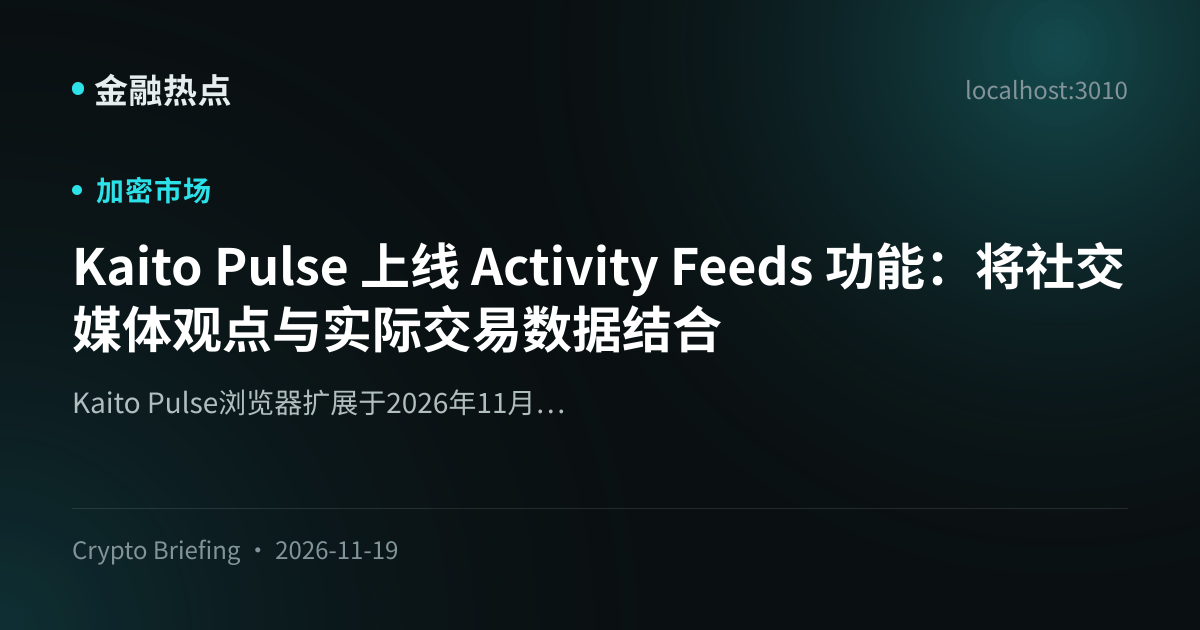 金融热点
localhost:3010
加密市场
Kaito Pulse 上线 Activity Feeds 功能：将社交
媒体观点与实际交易数据结合
Kaito Pulse浏览器扩展于2026年11月…
Crypto Briefing · 2026-11-19